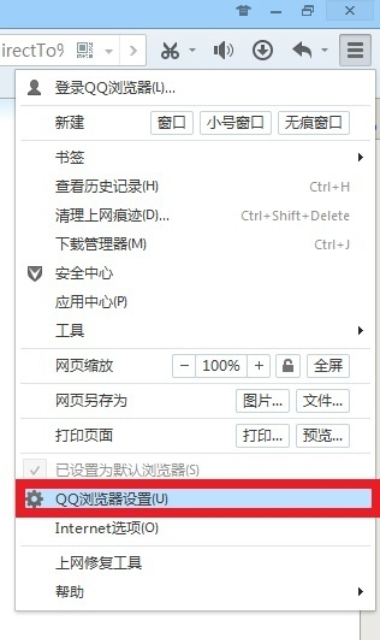 irectTo%
登录QQ浏览器(L)...
新建 窗口 小号窗口 无痕窗口
书签
查看历史记录(H) Ctrl+H
清理上网痕迹(D)... Ctrl+Shift+Delete
下载管理器(M) Ctrl+J
安全中心
应用中心(P)
工具
网页缩放 − 100% + 全屏
网页另存为 图片... 文件...
打印页面 打印... 预览...
已设置为默认浏览器(S)
QQ浏览器设置(U)
Internet选项(O)
上网修复工具
帮助